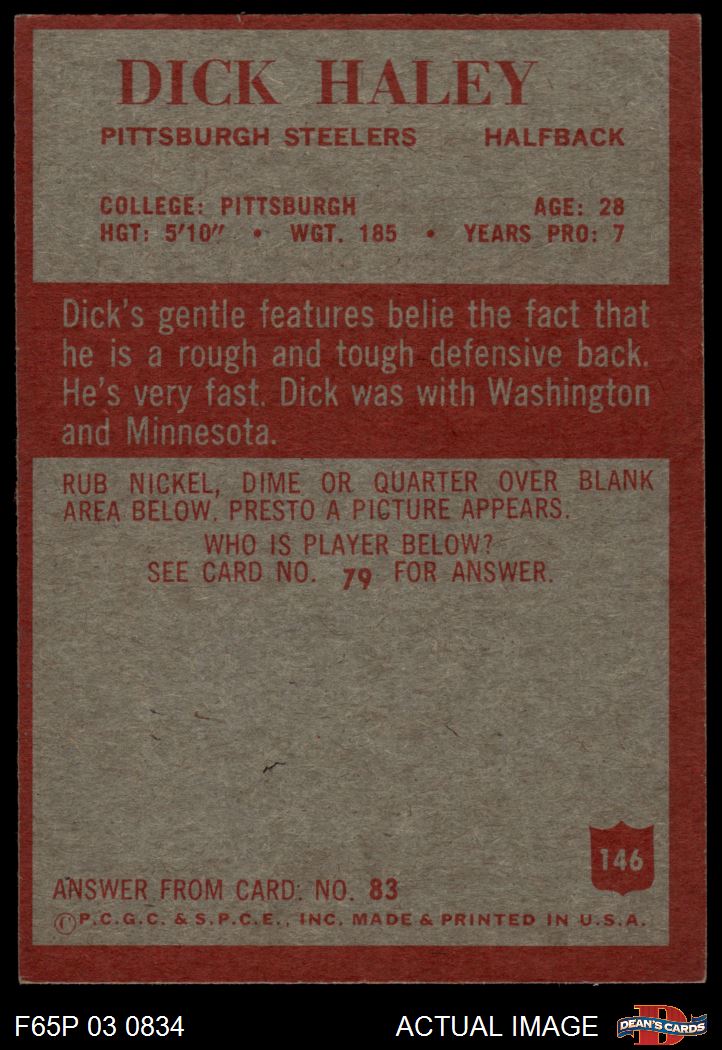 DICK HALEY
PITTSBURGH STEELERS HALFBACK
COLLEGE: PITTSBURGH AGE: 28
HGT: 5'10" • WGT. 185 • YEARS PRO: 7
Dick's gentle features belie the fact that
he is a rough and tough defensive back.
He's very fast. Dick was with Washington
and Minnesota.
RUB NICKEL, DIME OR QUARTER OVER BLANK
AREA BELOW. PRESTO A PICTURE APPEARS.
WHO IS PLAYER BELOW?
SEE CARD NO. 79 FOR ANSWER.
146
ANSWER FROM CARD. NO. 83
©P.C.G.C. & S.P.C.E., INC. MADE & PRINTED IN U.S.A.
F65P 03 0834 ACTUAL IMAGE
D
DEAN'S CARDS